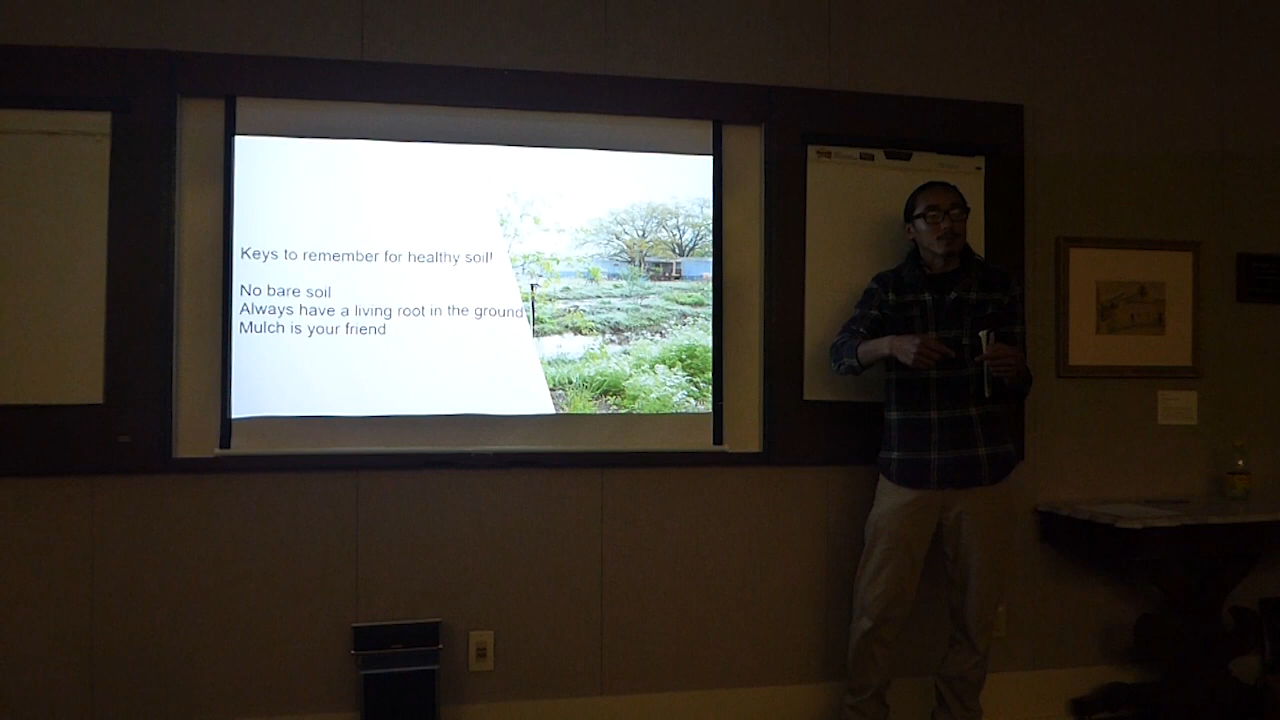 Keys to remember for healthy soil!
No bare soil
Always have a living root in the ground
Mulch is your friend